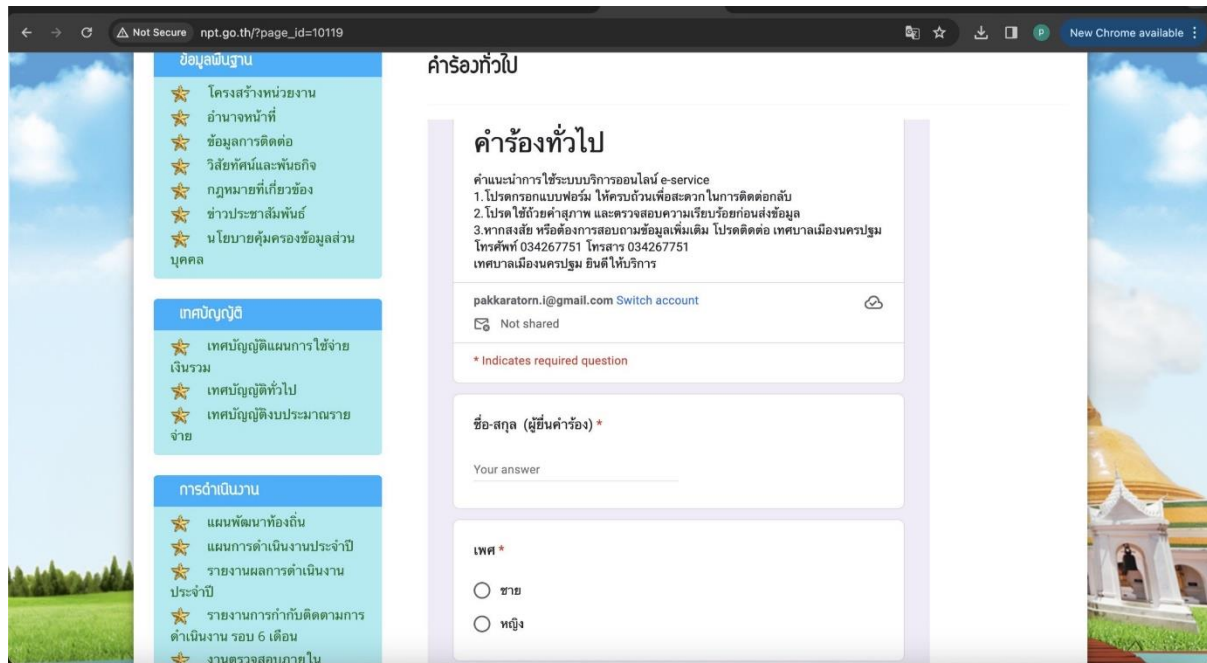 Not Secure npt.go.th/?page_id=10119
New Chrome available
P
ข้อมูลพื้นฐาน
โครงสร้างหน่วยงาน
อำนาจหน้าที่
ข้อมูลการติดต่อ
วิสัยทัศน์และพันธกิจ
กฎหมายที่เกี่ยวข้อง
ข่าวประชาสัมพันธ์
นโยบายคุ้มครองข้อมูลส่วน
บุคคล
เทศบัญญัติ
เทศบัญญัติแผนการใช้จ่าย
เงินรวม
เทศบัญญัติทั่วไป
เทศบัญญัติงบประมาณราย
จ่าย
การดำเนินงาน
แผนพัฒนาท้องถิ่น
แผนการดำเนินงานประจำปี
รายงานผลการดำเนินงาน
ประจำปี
รายงานการกำกับติดตามการ
ดำเนินงาน รอบ 6 เดือน
งานตรวจสอบภายใน
คำร้องทั่วไป
คำร้องทั่วไป
คำแนะนำการใช้ระบบบริการออนไลน์ e-service
1.โปรดกรอกแบบฟอร์ม ให้ครบถ้วนเพื่อสะดวกในการติดต่อกลับ
2.โปรดใช้ถ้วยคำสุภาพ และตรวจสอบความเรียบร้อยก่อนส่งข้อมูล
3.หากสงสัย หรือต้องการสอบถามข้อมูลเพิ่มเติม โปรดติดต่อ เทศบาลเมืองนครปฐม
โทรศัพท์ 034267751 โทรสาร 034267751
เทศบาลเมืองนครปฐม ยินดีให้บริการ
pakkaratorn.i@gmail.com Switch account
Not shared
* Indicates required question
ชื่อ-สกุล (ผู้ยื่นคำร้อง) *
Your answer
เพศ *
ชาย
หญิง